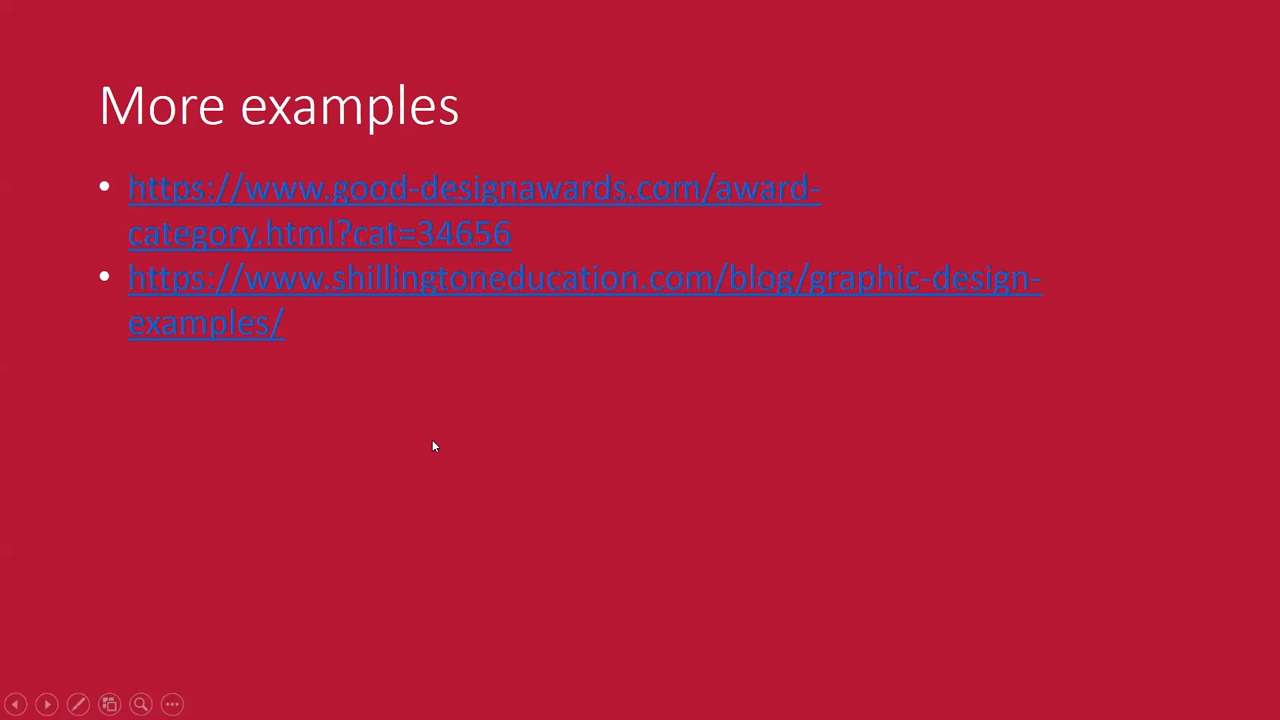 More examples
• https://www.good-designawards.com/award-
category.html?cat=34656
• https://www.shillingtoneducation.com/blog/graphic-design-
examples/